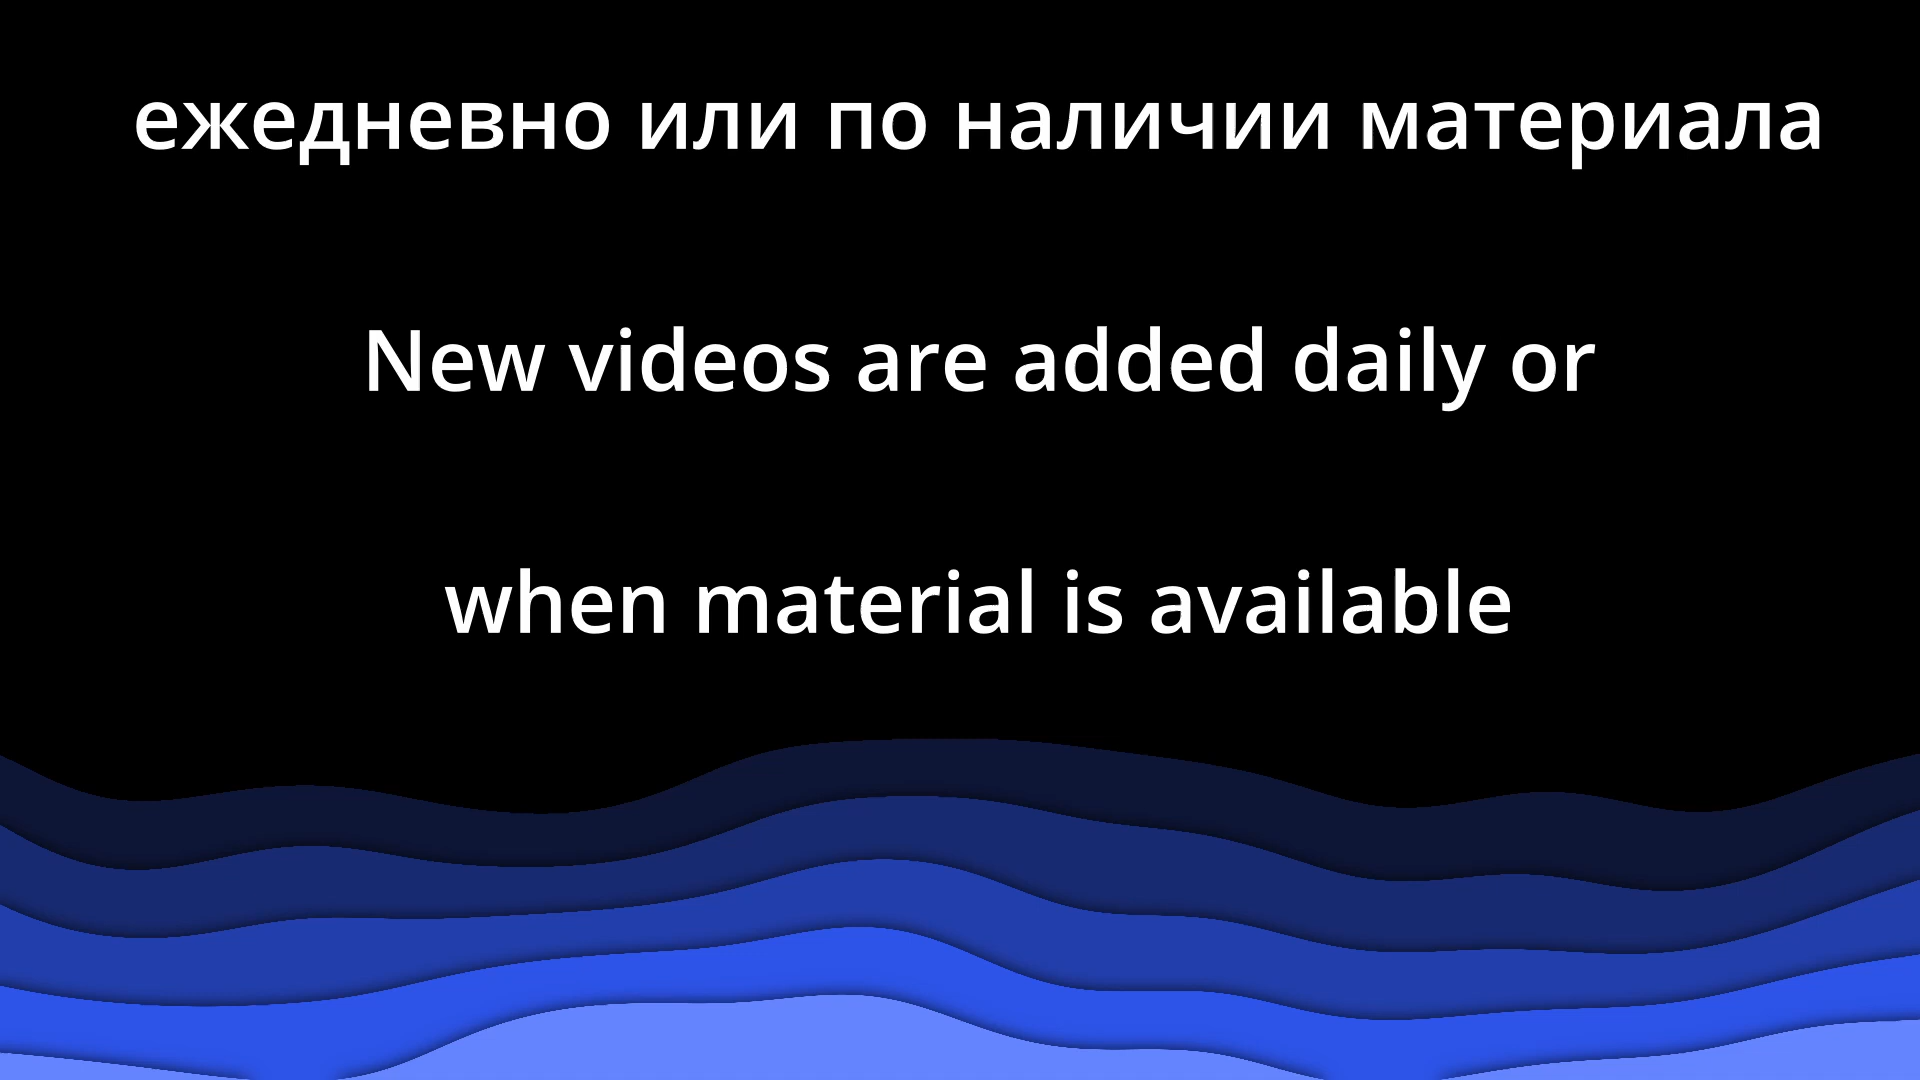 ежедневно или по наличии материала
New videos are added daily or
when material is available